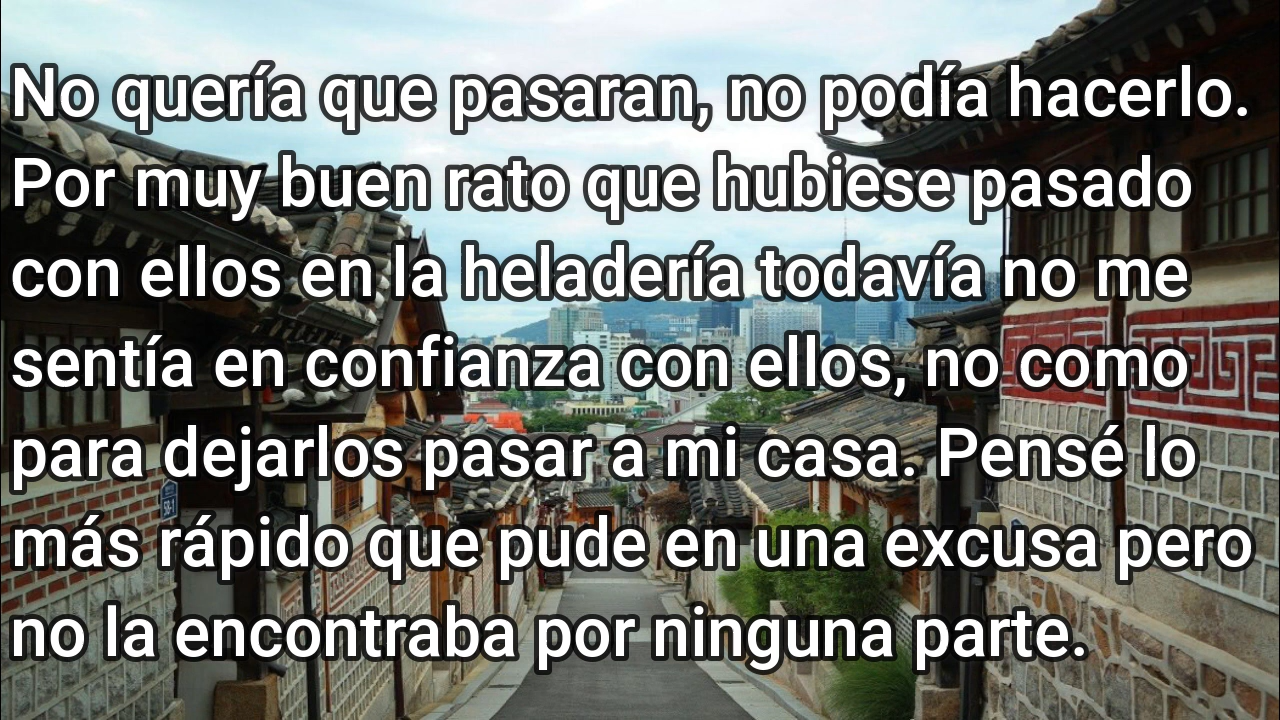 No quería que pasaran, no podía hacerlo.
Por muy buen rato que hubiese pasado
con ellos en la heladería todavía no me
sentía en confianza con ellos, no como
para dejarlos pasar a mi casa. Pensé lo
más rápido que pude en una excusa pero
no la encontraba por ninguna parte.
58-1